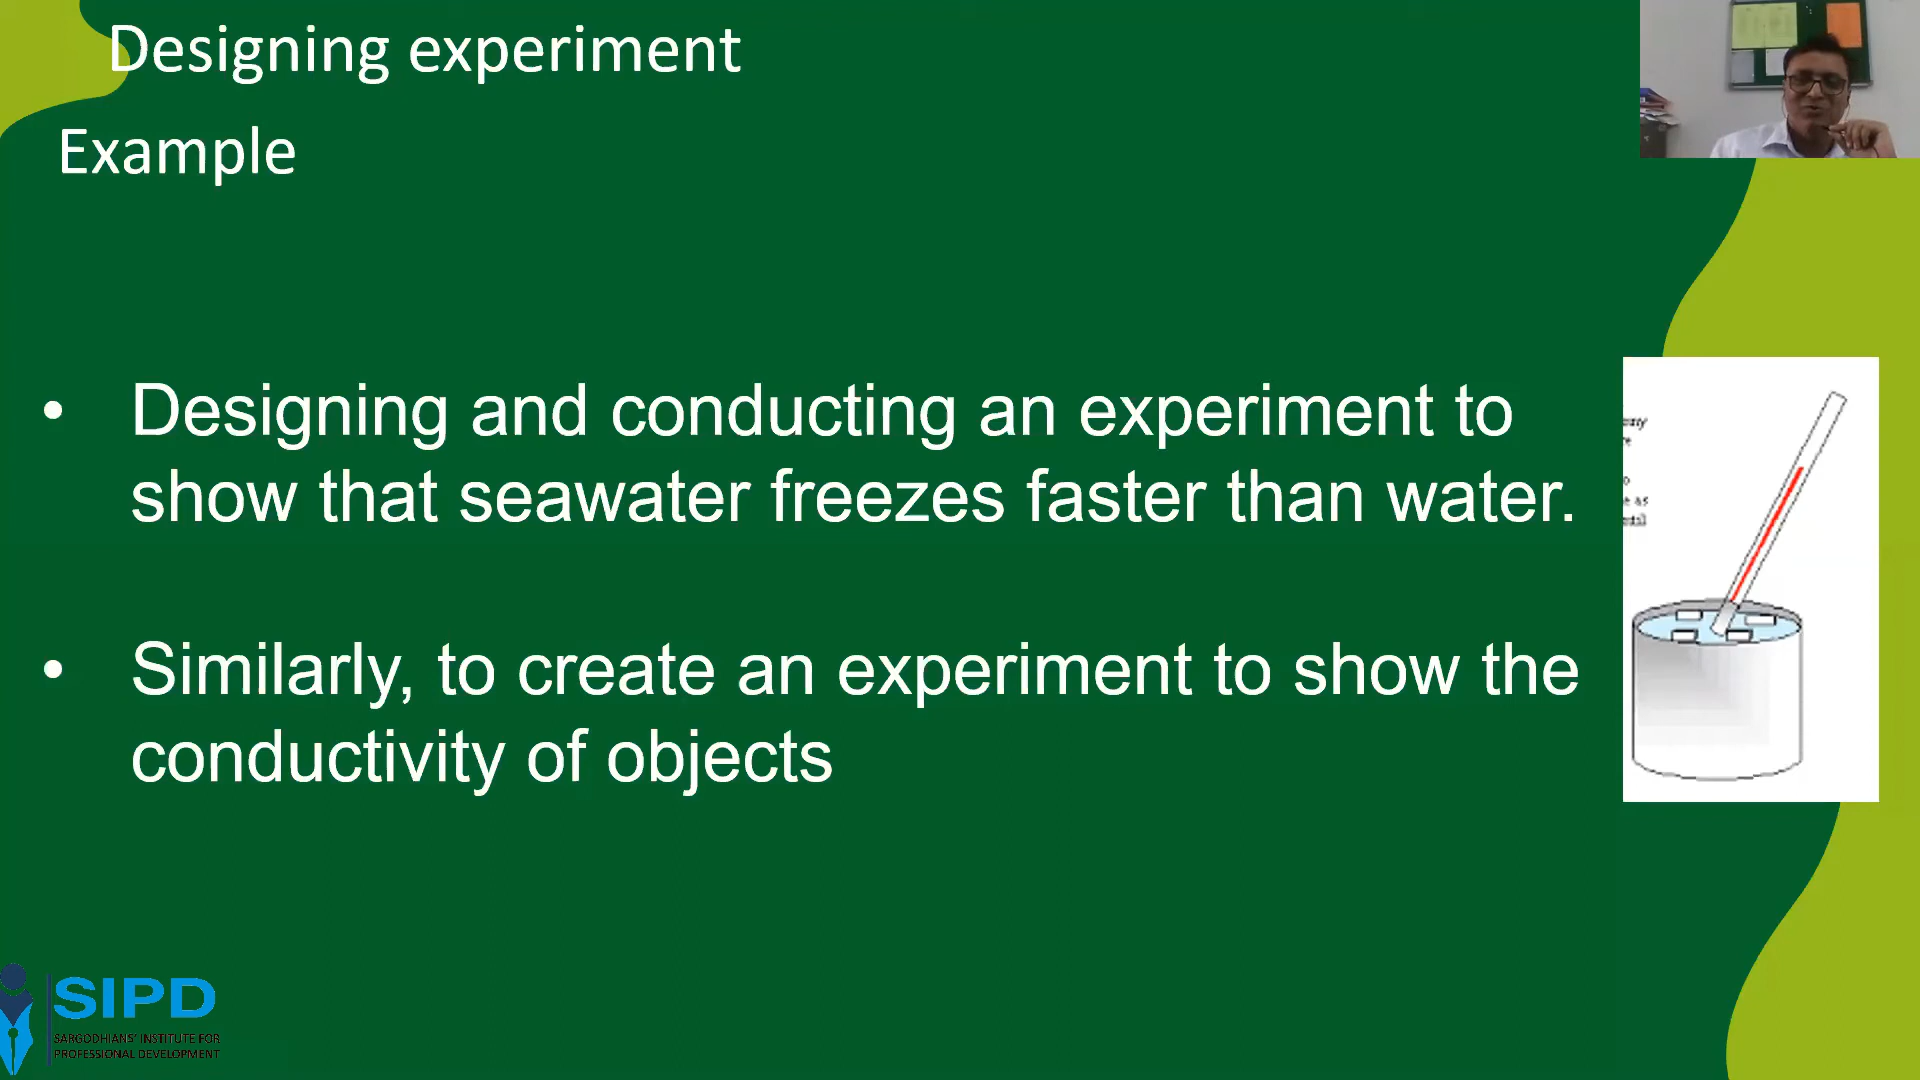 Designing experiment
Example
• Designing and conducting an experiment to
show that seawater freezes faster than water.
• Similarly, to create an experiment to show the
conductivity of objects
SIPD
SARGODHIANS' INSTITUTE FOR
PROFESSIONAL DEVELOPMENT